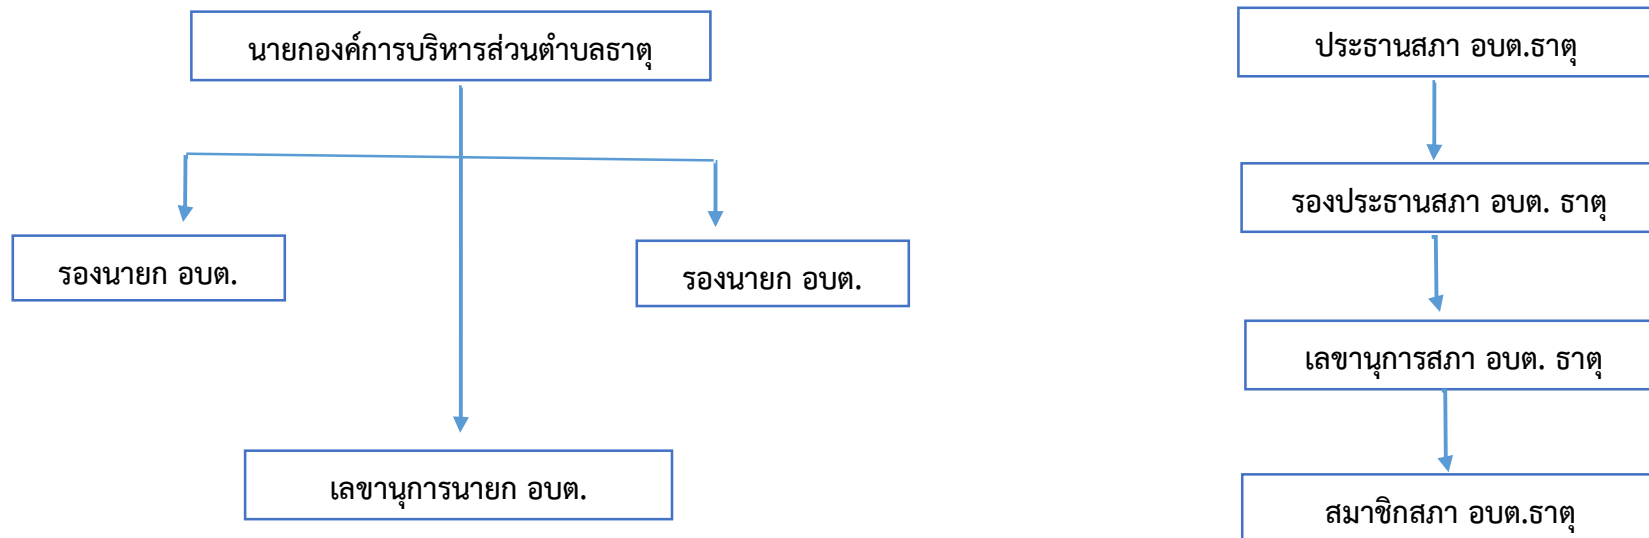 นายกองค์การบริหารส่วนตำบลธาตุ
รองนายก อบต.
รองนายก อบต.
เลขานุการนายก อบต.
ประธานสภา อบต.ธาตุ
รองประธานสภา อบต. ธาตุ
เลขานุการสภา อบต. ธาตุ
สมาชิกสภา อบต.ธาตุ